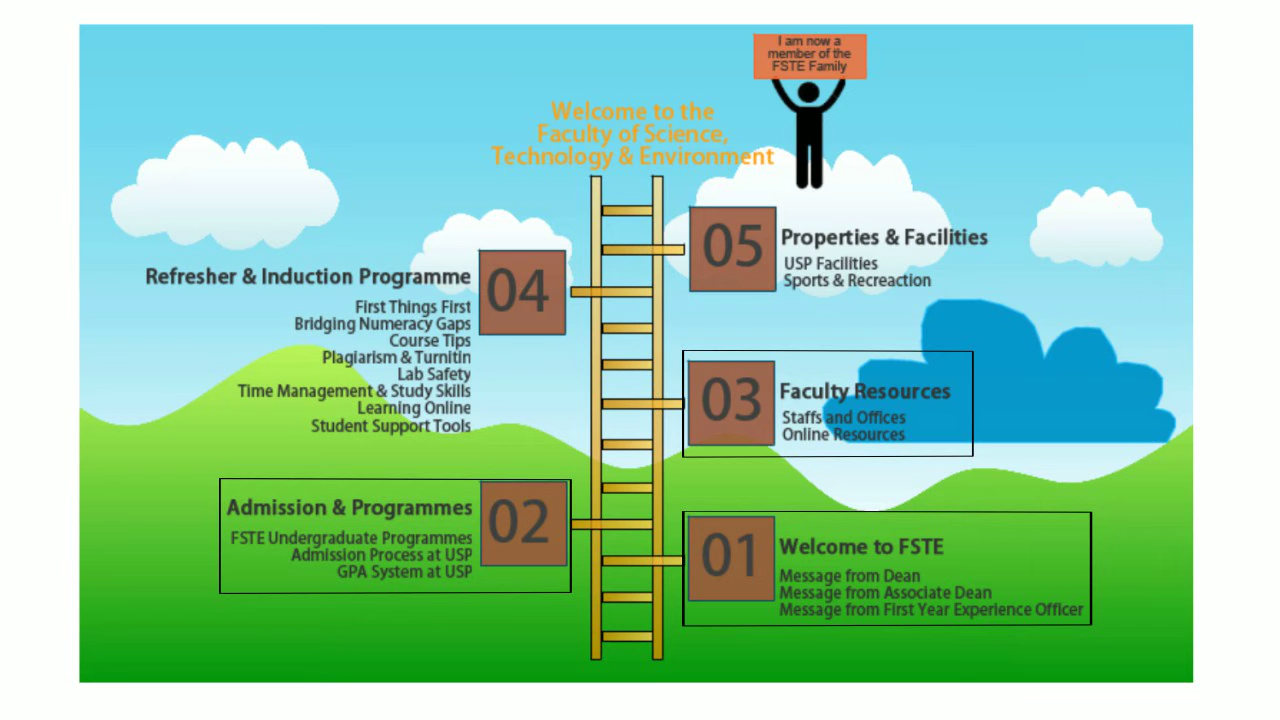 I am now a
member of the
FSTE Family
Welcome to the
Faculty of Science,
Technology & Environment
05
Properties & Facilities
USP Facilities
Sports & Recreaction
04
Refresher & Induction Programme
First Things First
Bridging Numeracy Gaps
Course Tips
Plagiarism & Turnitin
Lab Safety
Time Management & Study Skills
Learning Online
Student Support Tools
03
Faculty Resources
Staffs and Offices
Online Resources
02
Admission & Programmes
FSTE Undergraduate Programmes
Admission Process at USP
GPA System at USP
01
Welcome to FSTE
Message from Dean
Message from Associate Dean
Message from First Year Experience Officer